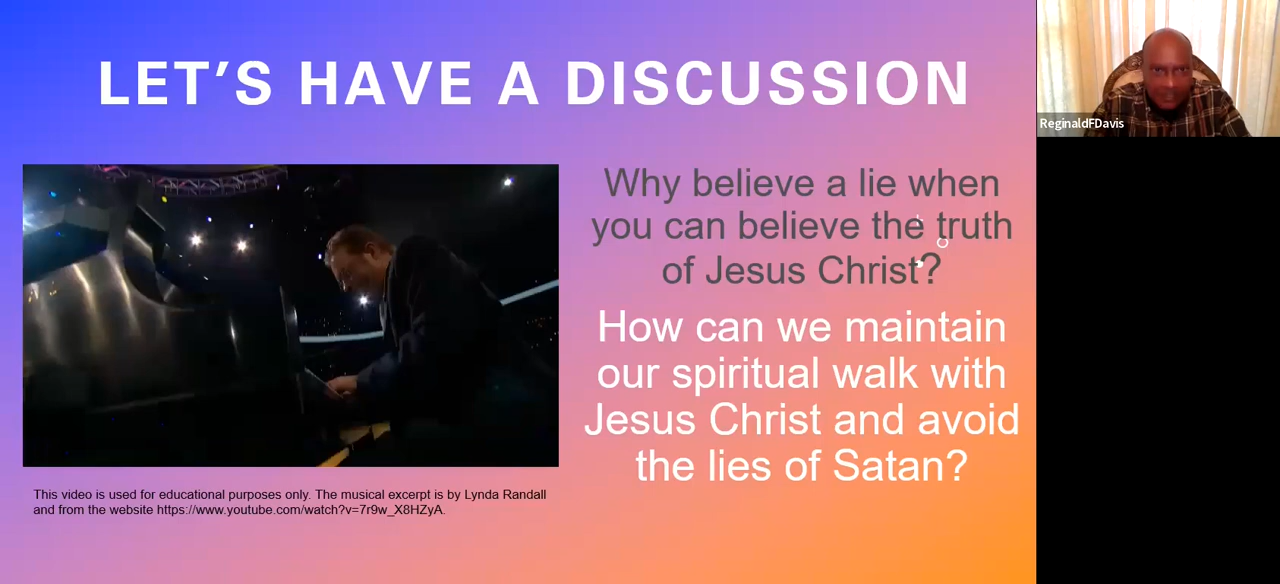 LET'S HAVE A DISCUSSION
ReginaldFDavis
Why believe a lie when
you can believe the truth
of Jesus Christ?
How can we maintain
our spiritual walk with
Jesus Christ and avoid
the lies of Satan?
This video is used for educational purposes only. The musical excerpt is by Lynda Randall
and from the website https://www.youtube.com/watch?v=7r9w_X8HZyA.